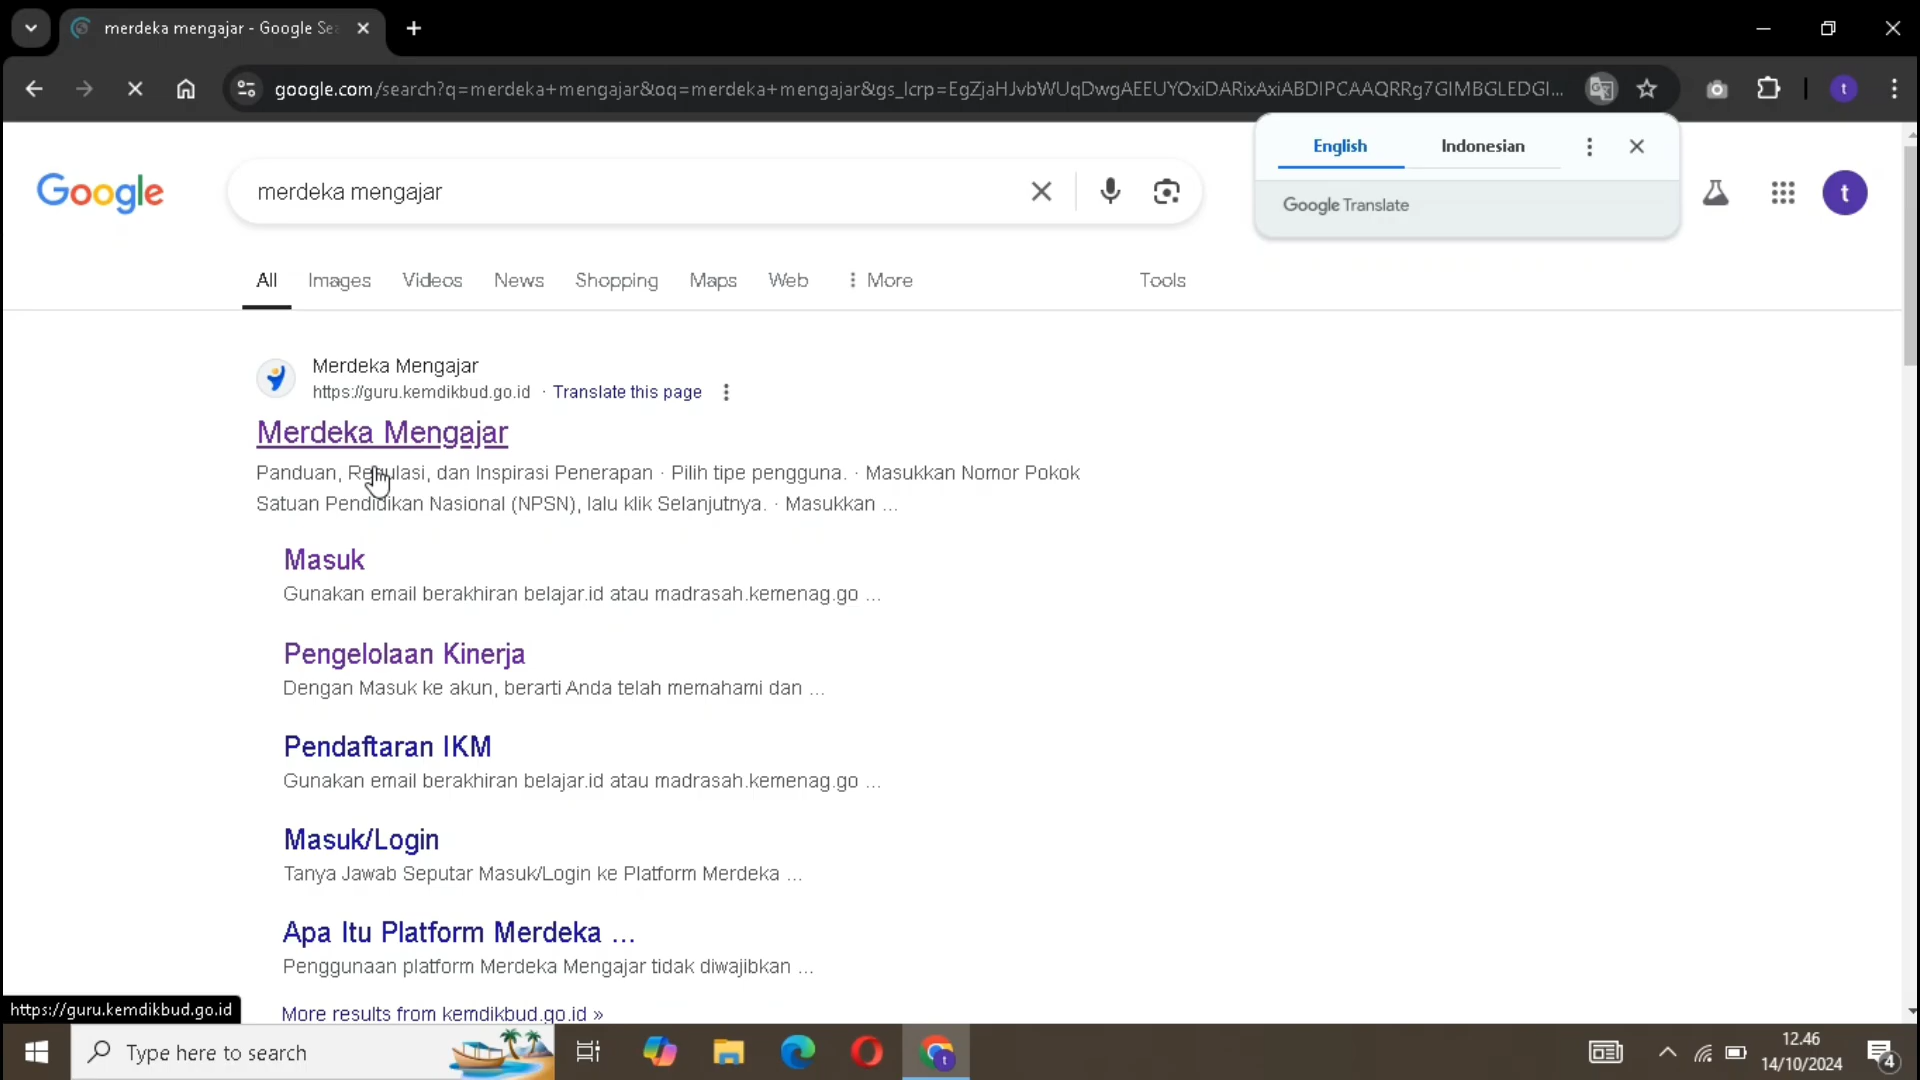 merdeka mengajar - Google Se
google.com/search?q=merdeka+mengajar&oq=merdeka+mengajar&gs_lcrp=EgZjaHJvbWUqDwgAEEUYOxiDARixAxiABDIPCAAQRRg7GIMBGLEDGI...
English Indonesian
Google Translate
Google
merdeka mengajar
t
All Images Videos News Shopping Maps Web More Tools
Merdeka Mengajar
https://guru.kemdikbud.go.id · Translate this page
Merdeka Mengajar
Panduan, Regulasi, dan Inspirasi Penerapan · Pilih tipe pengguna. · Masukkan Nomor Pokok
Satuan Pendidikan Nasional (NPSN), lalu klik Selanjutnya. · Masukkan ...
Masuk
Gunakan email berakhiran belajar.id atau madrasah.kemenag.go ...
Pengelolaan Kinerja
Dengan Masuk ke akun, berarti Anda telah memahami dan ...
Pendaftaran IKM
Gunakan email berakhiran belajar.id atau madrasah.kemenag.go ...
Masuk/Login
Tanya Jawab Seputar Masuk/Login ke Platform Merdeka ...
Apa Itu Platform Merdeka ...
Penggunaan platform Merdeka Mengajar tidak diwajibkan ...
More results from kemdikbud.go.id »
https://guru.kemdikbud.go.id
Type here to search
12.46
14/10/2024
4